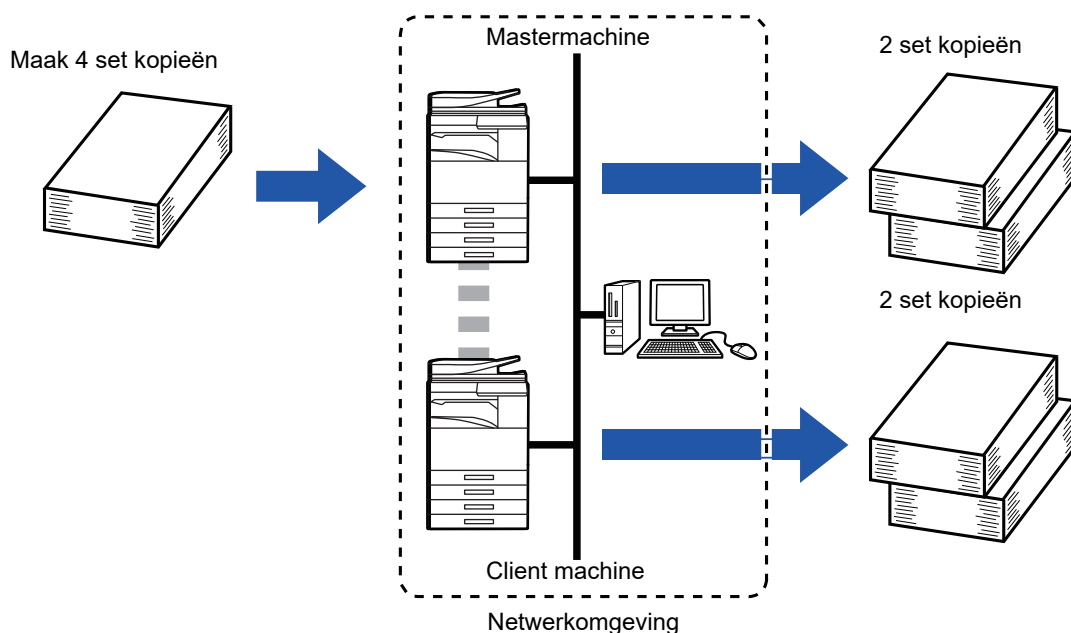 Maak 4 set kopieën
Mastermachine
2 set kopieën
2 set kopieën
Client machine
Netwerkomgeving